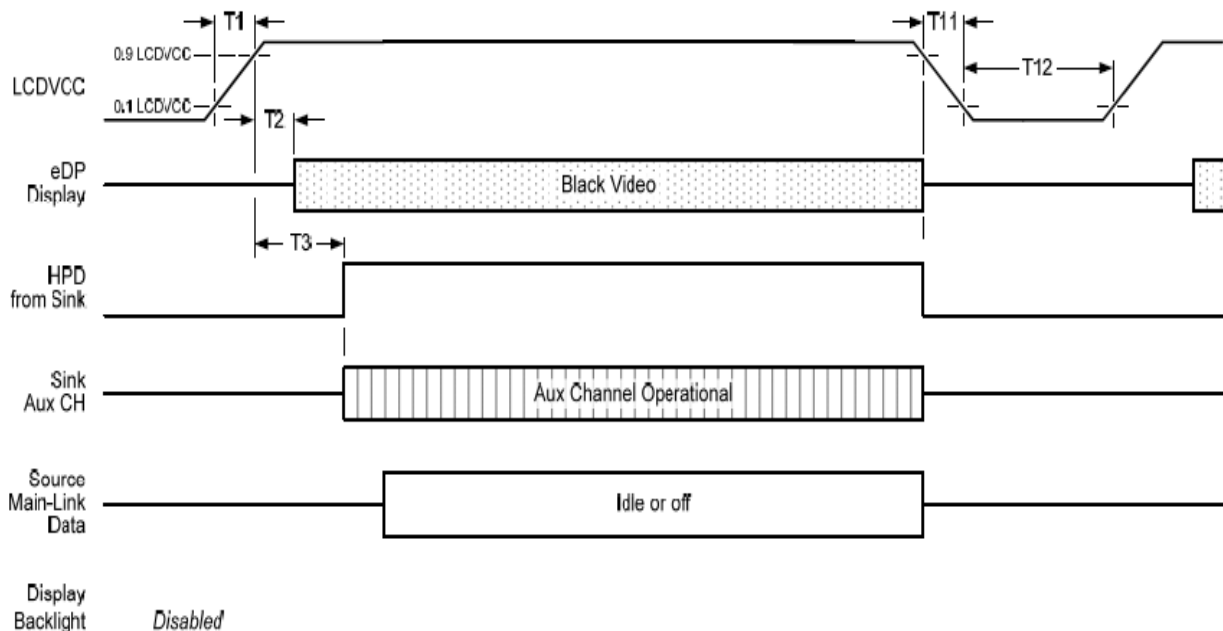 T1
T11
0.9 LCDVCC
LCDVCC
T12
0.1 LCDVCC
T2
eDP
Display
Black Video
T3
HPD
from Sink
Sink
Aux CH
Aux Channel Operational
Source
Main-Link
Data
Idle or off
Display
Backlight
Disabled